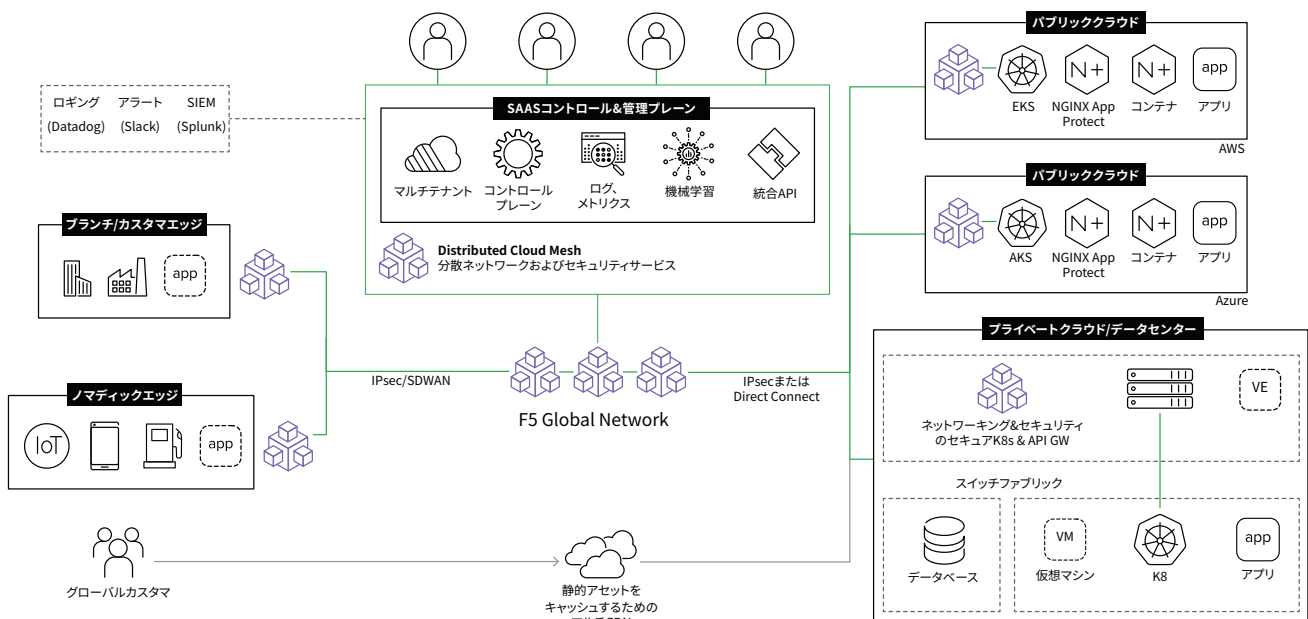 ロギング
(Datadog)
アラート
(Slack)
SIEM
(Splunk)
SAASコントロール&管理プレーン
マルチテナント
コントロール
プレーン
ログ、
メトリクス
機械学習
統合API
Distributed Cloud Mesh
分散ネットワークおよびセキュリティサービス
ブランチ/カスタマエッジ
app
ノマディックエッジ
IoT
app
IPsec/SDWAN
F5 Global Network
IPsecまたは
Direct Connect
パブリッククラウド
N+
N+
app
EKS
NGINX App
Protect
コンテナ
アプリ
AWS
パブリッククラウド
N+
N+
app
AKS
NGINX App
Protect
コンテナ
アプリ
Azure
プライベートクラウド/データセンター
VE
ネットワーキング&セキュリティ
のセキュアK8s & API GW
スイッチファブリック
データベース
VM
仮想マシン
K8
app
アプリ
グローバルカスタマ
静的アセットを
キャッシュするための